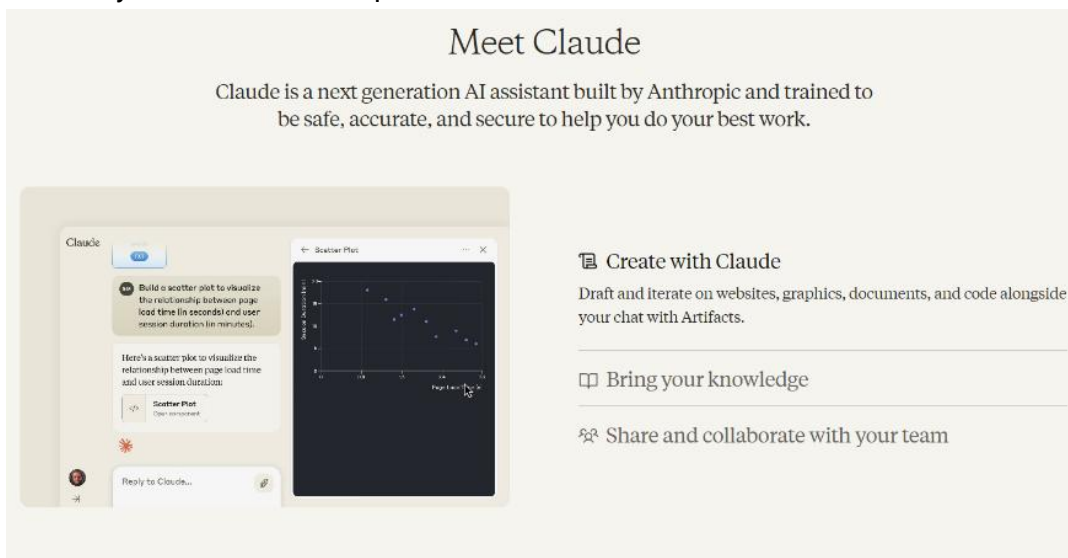 Meet Claude
Claude is a next generation AI assistant built by Anthropic and trained to
be safe, accurate, and secure to help you do your best work.
Claude
Build a scatter plot to visualize
the relationship between page
load time (in seconds) and user
session duration (in minutes).
Here's a scatter plot to visualize the
relationship between page load time
and user session duration:
Scatter Plot
Open component
Reply to Claude...
Scatter Plot
Create with Claude
Draft and iterate on websites, graphics, documents, and code alongside
your chat with Artifacts.
Bring your knowledge
Share and collaborate with your team